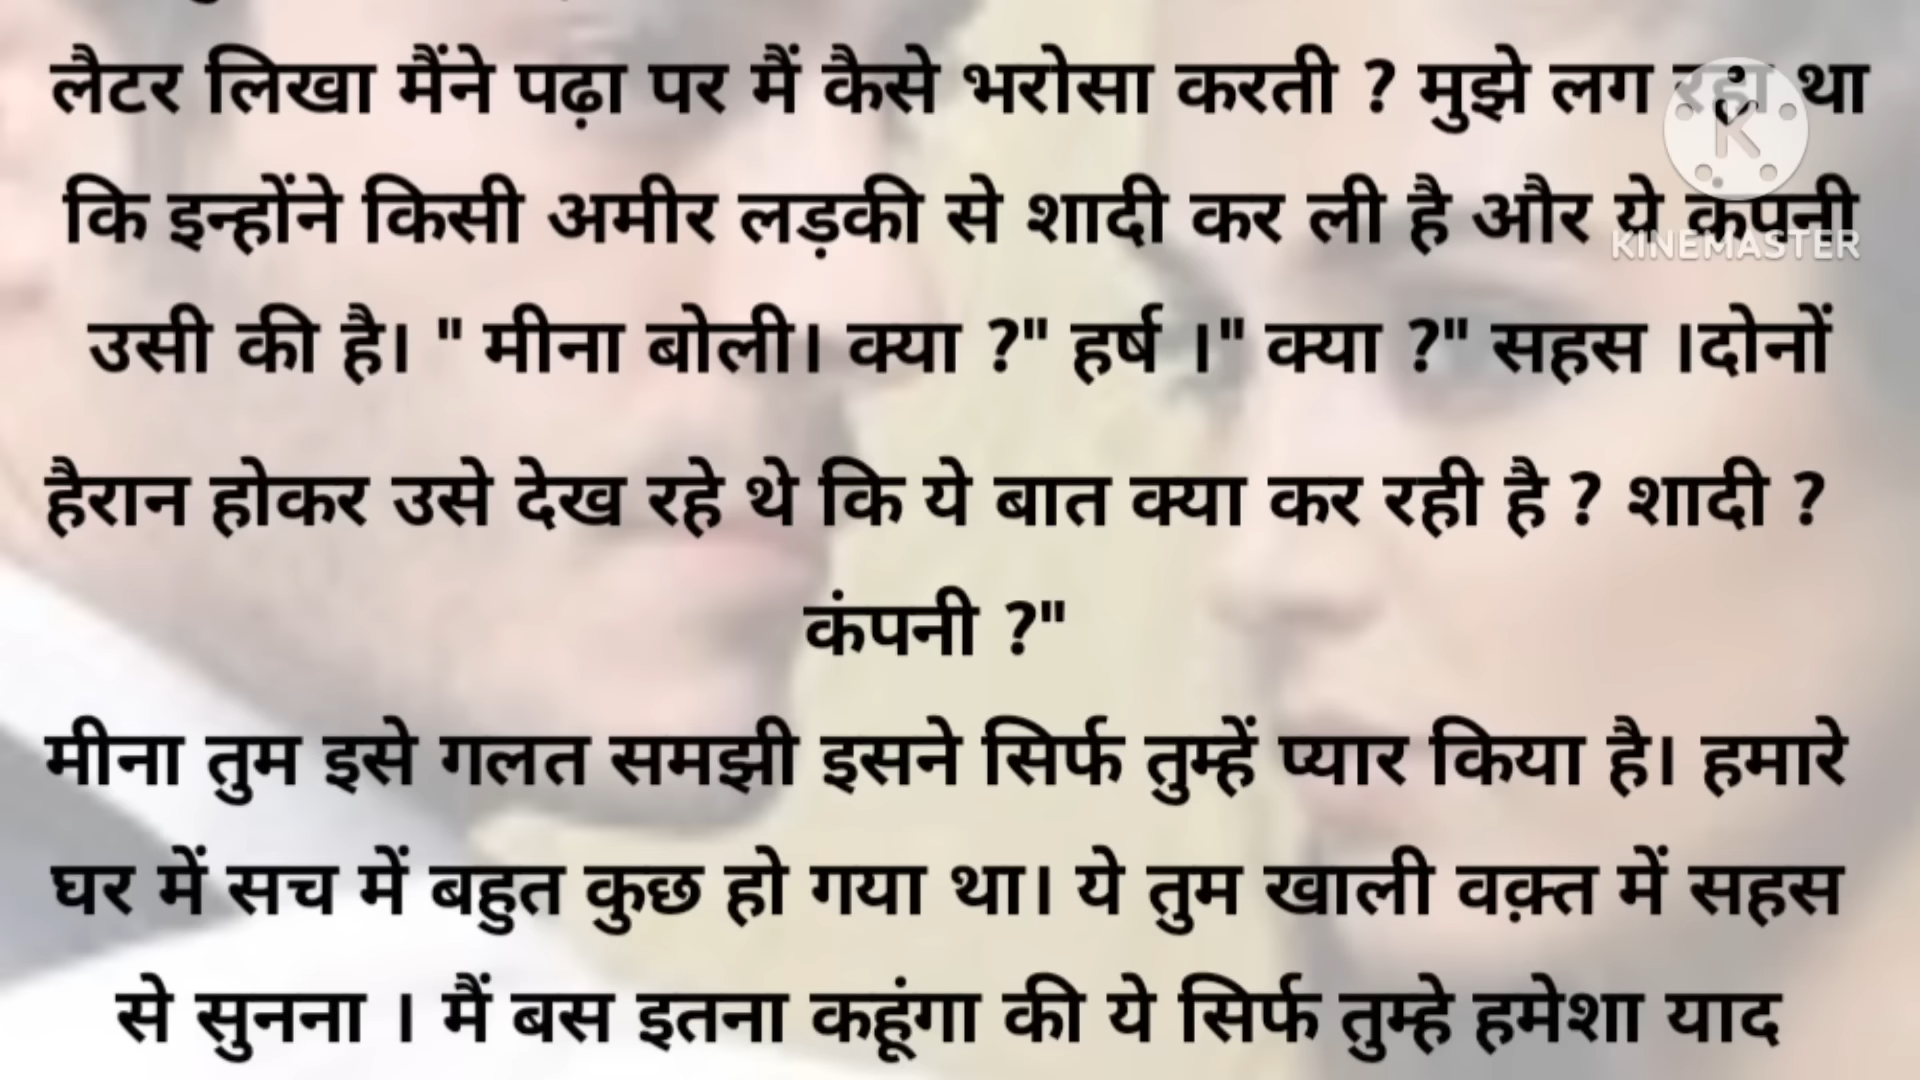 लैटर लिखा मैंने पढ़ा पर मैं कैसे भरोसा करती ? मुझे लग रहा था
कि इन्होंने किसी अमीर लड़की से शादी कर ली है और ये कंपनी
KINEMASTER
उसी की है। " मीना बोली। क्या ?" हर्ष ।" क्या ?" सहस ।दोनों
हैरान होकर उसे देख रहे थे कि ये बात क्या कर रही है ? शादी ?
कंपनी ?"
मीना तुम इसे गलत समझी इसने सिर्फ तुम्हें प्यार किया है। हमारे
घर में सच में बहुत कुछ हो गया था। ये तुम खाली वक़्त में सहस
से सुनना । मैं बस इतना कहूंगा की ये सिर्फ तुम्हे हमेशा याद